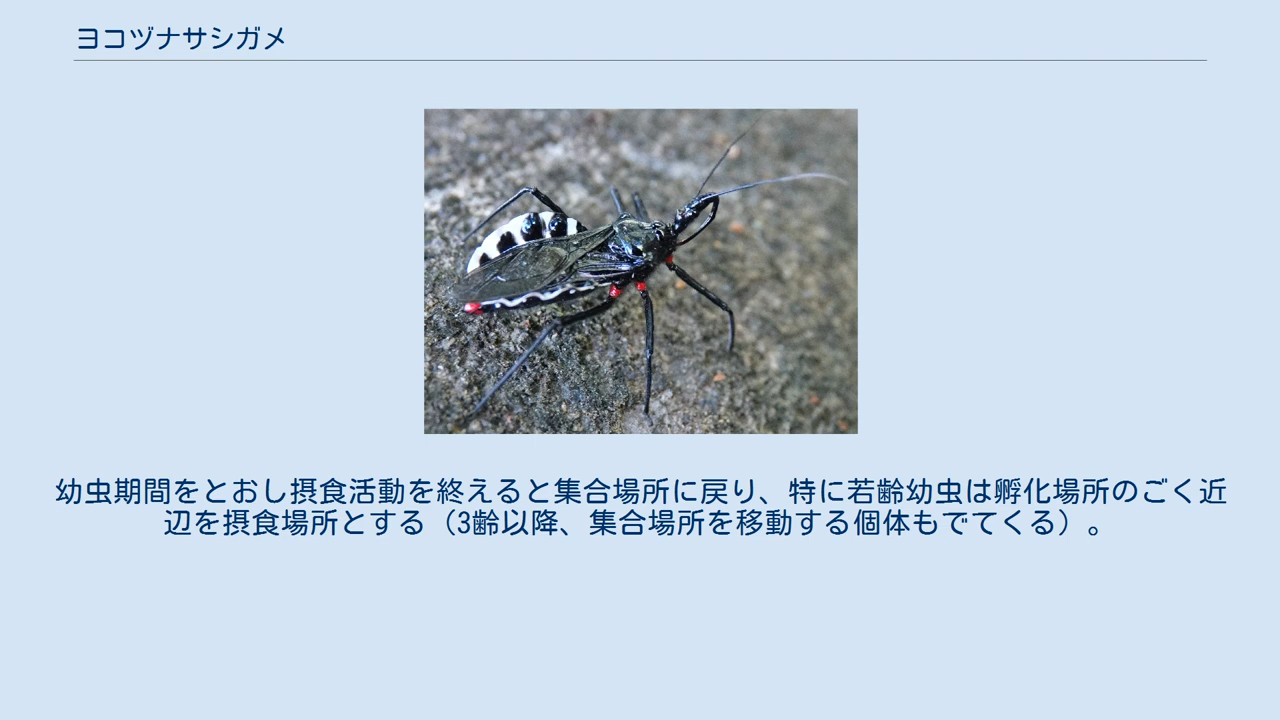 ヨコヅナサシガメ
幼虫期間をとおし摂食活動を終えると集合場所に戻り、特に若齢幼虫は孵化場所のごく近
辺を摂食場所とする（3齢以降、集合場所を移動する個体もでてくる）。